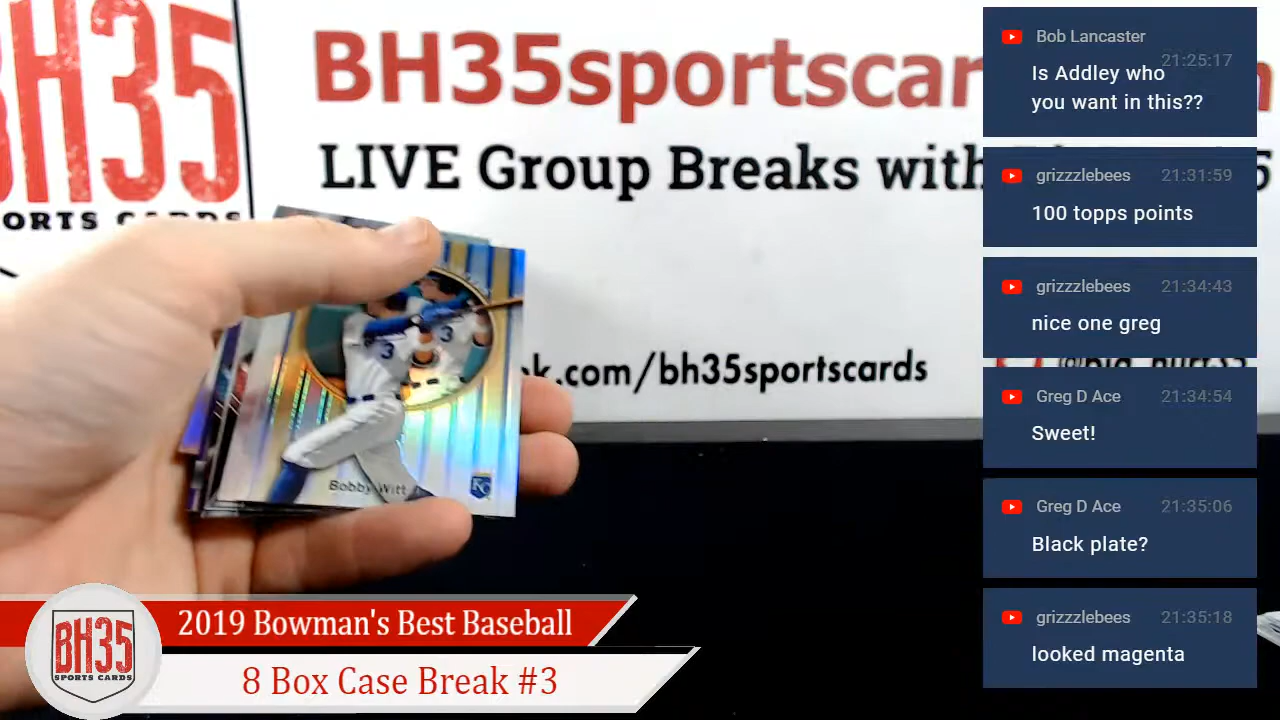 BH35
ORTS CARDS
BH35sportscar
LIVE Group Breaks with
k.com/bh35sportscards
3
3
Bobby Witt
KC
2019 Bowman's Best Baseball
8 Box Case Break #3
BH35
SPORTS CARDS
Bob Lancaster
21:25:17
Is Addley who
you want in this??
grizzzlebees 21:31:59
100 topps points
grizzzlebees 21:34:43
nice one greg
Greg D Ace 21:34:54
Sweet!
Greg D Ace 21:35:06
Black plate?
grizzzlebees 21:35:18
looked magenta